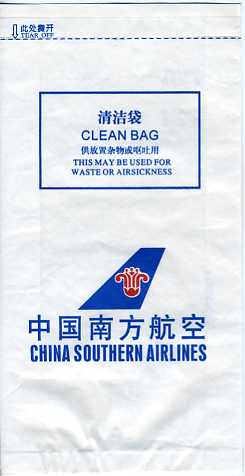 此处撕开
TEAR OFF
清洁袋
CLEAN BAG
供放置杂物或呕吐用
THIS MAY BE USED FOR
WASTE OR AIRSICKNESS
中国南方航空
CHINA SOUTHERN AIRLINES